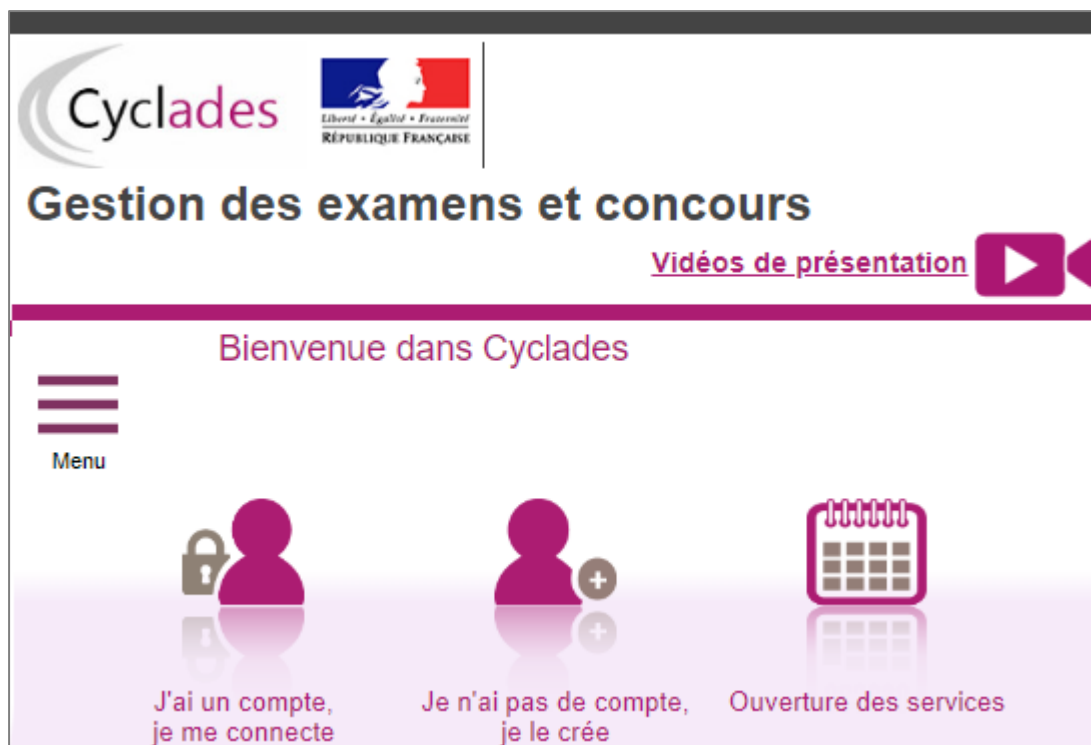 Cyclades
Liberté • Égalité • Fraternité
RÉPUBLIQUE FRANÇAISE
Gestion des examens et concours
Vidéos de présentation
Bienvenue dans Cyclades
Menu
J'ai un compte,
je me connecte
Je n'ai pas de compte,
je le crée
Ouverture des services